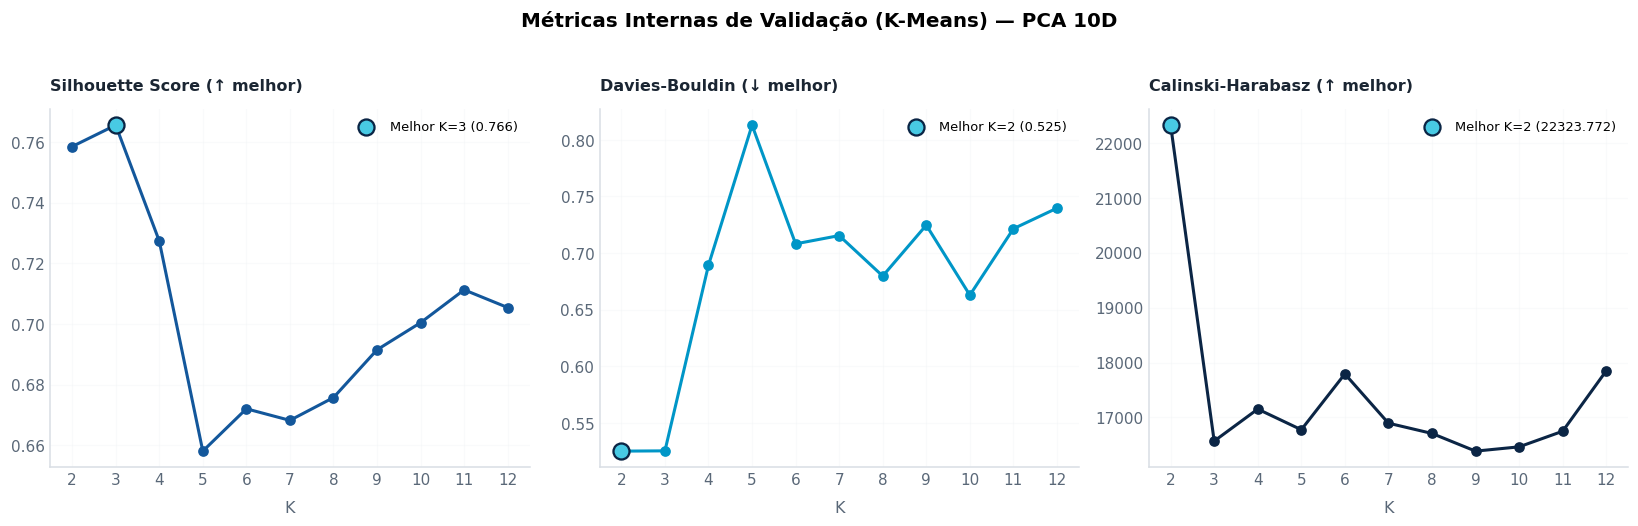 Métricas Internas de Validação (K-Means) — PCA 10D
Silhouette Score (↑ melhor)
Melhor K=3 (0.766)
0.76
0.74
0.72
0.70
0.68
0.66
2 3 4 5 6 7 8 9 10 11 12
K
Davies-Bouldin (↓ melhor)
Melhor K=2 (0.525)
0.80
0.75
0.70
0.65
0.60
0.55
2 3 4 5 6 7 8 9 10 11 12
K
Calinski-Harabasz (↑ melhor)
Melhor K=2 (22323.772)
22000
21000
20000
19000
18000
17000
2 3 4 5 6 7 8 9 10 11 12
K